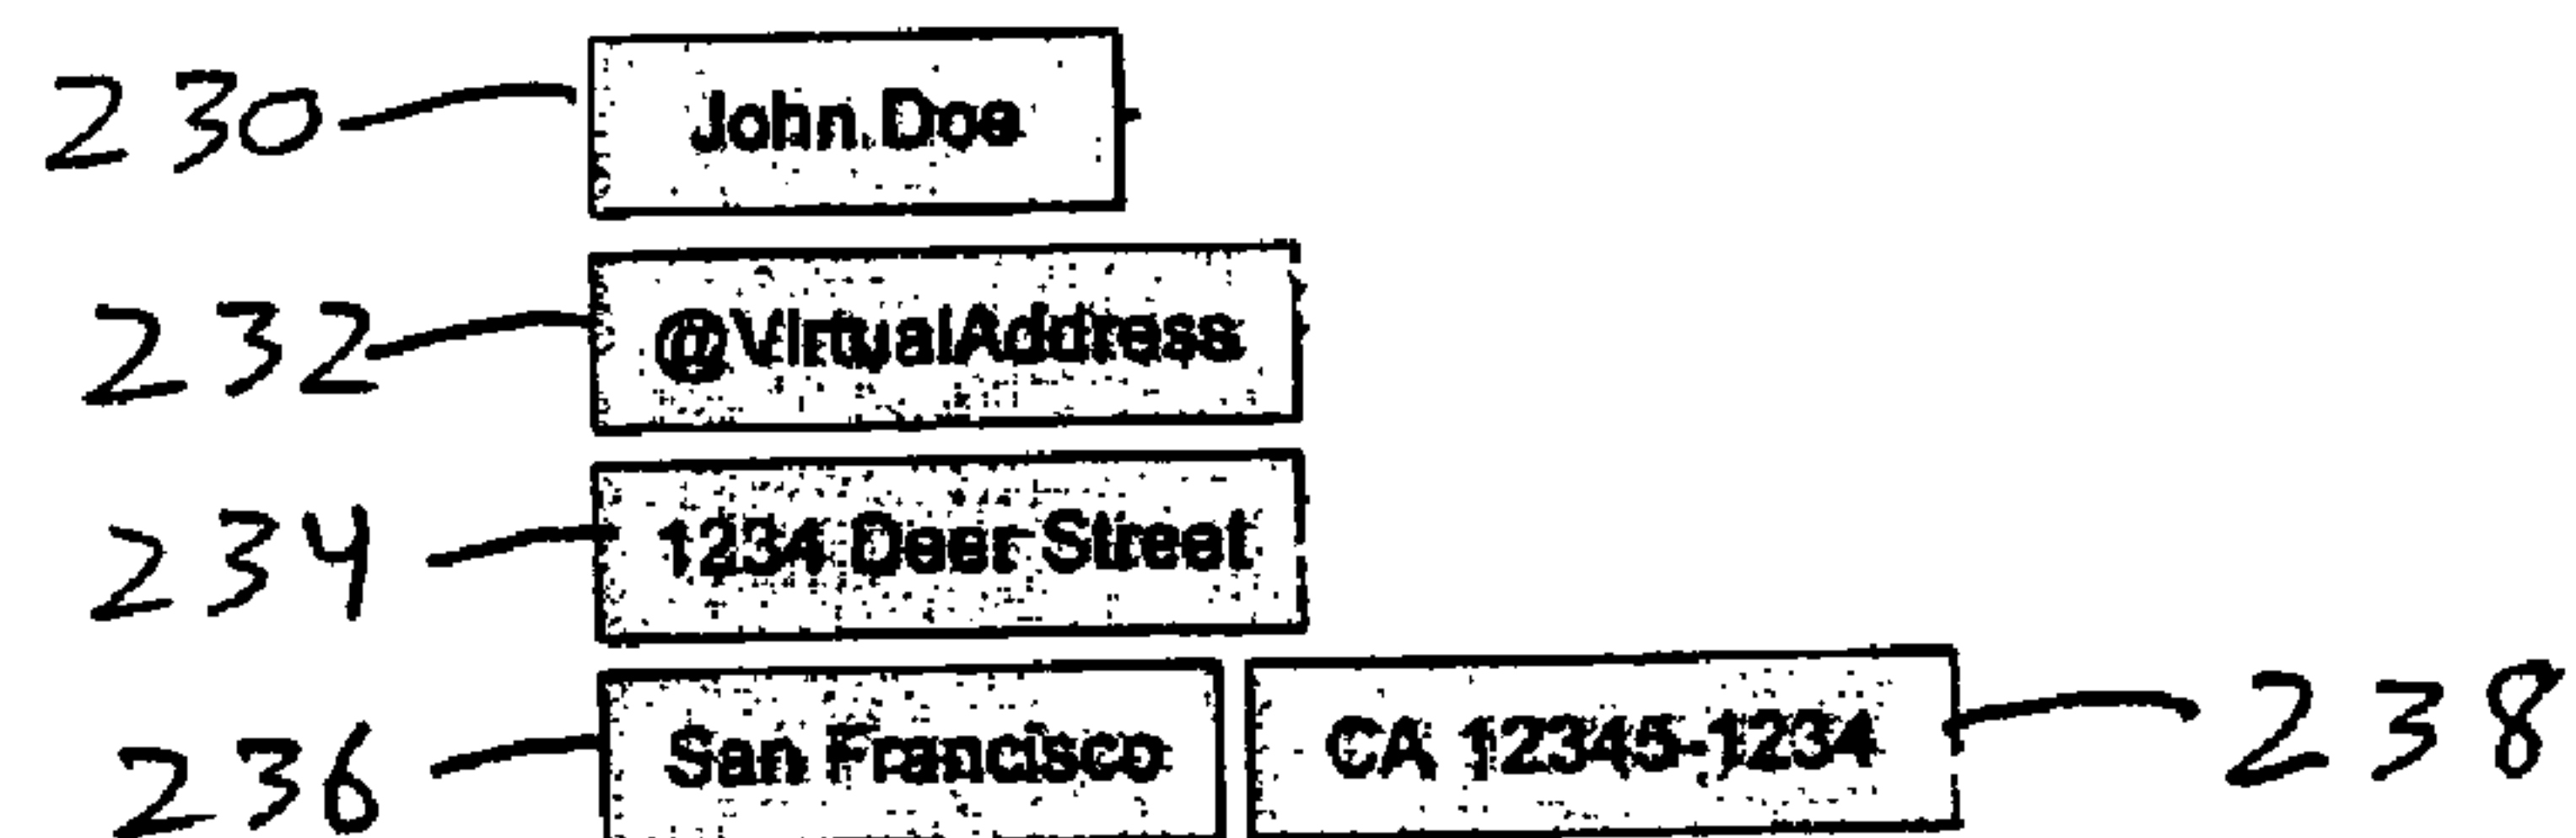 230 John.Doe
232 @VirtualAddress
234 1234 Deer Street
236 San Francisco CA 12345-1234 238